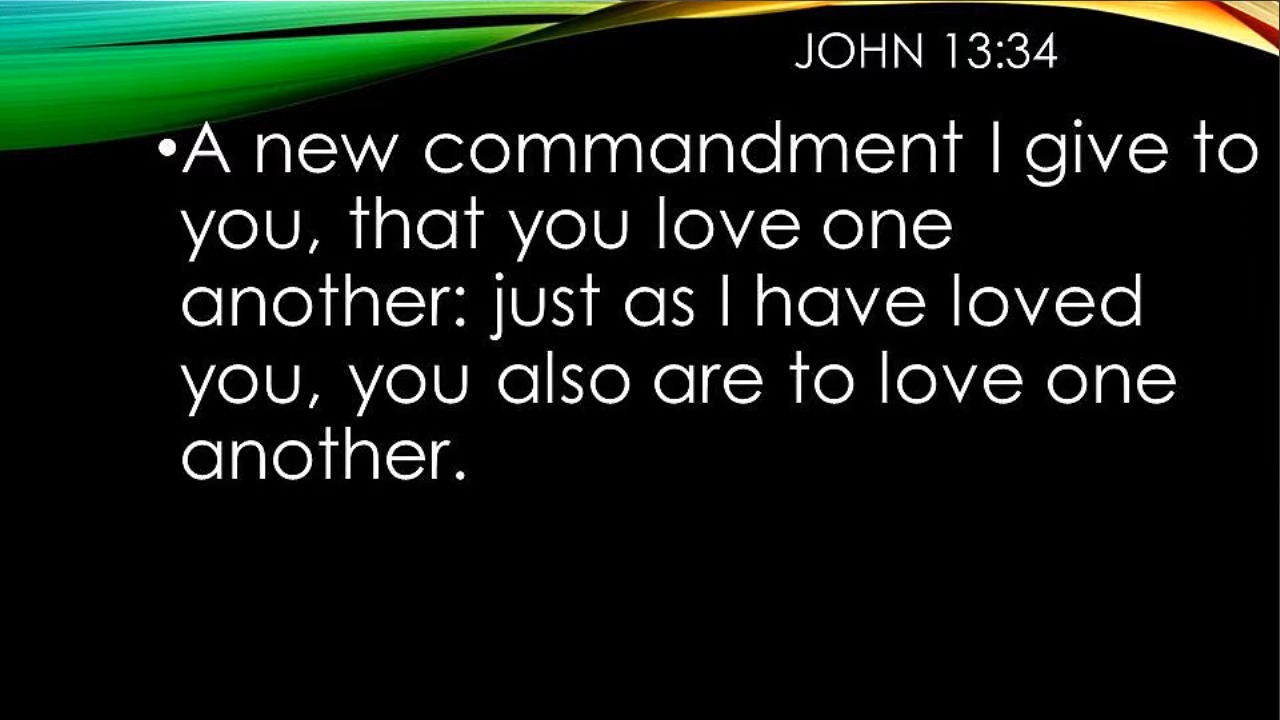 JOHN 13:34
•A new commandment I give to
you, that you love one
another: just as I have loved
you, you also are to love one
another.